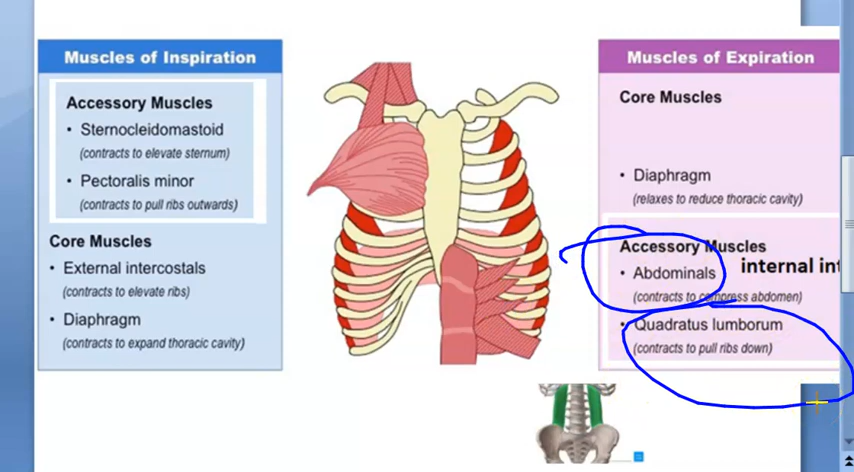 Muscles of Inspiration
Accessory Muscles
• Sternocleidomastoid
(contracts to elevate sternum)
• Pectoralis minor
(contracts to pull ribs outwards)
Core Muscles
• External intercostals
(contracts to elevate ribs)
• Diaphragm
(contracts to expand thoracic cavity)
Muscles of Expiration
Core Muscles
• Diaphragm
(relaxes to reduce thoracic cavity)
Accessory Muscles
• Abdominals
internal int
(contracts to compress abdomen)
• Quadratus lumborum
(contracts to pull ribs down)